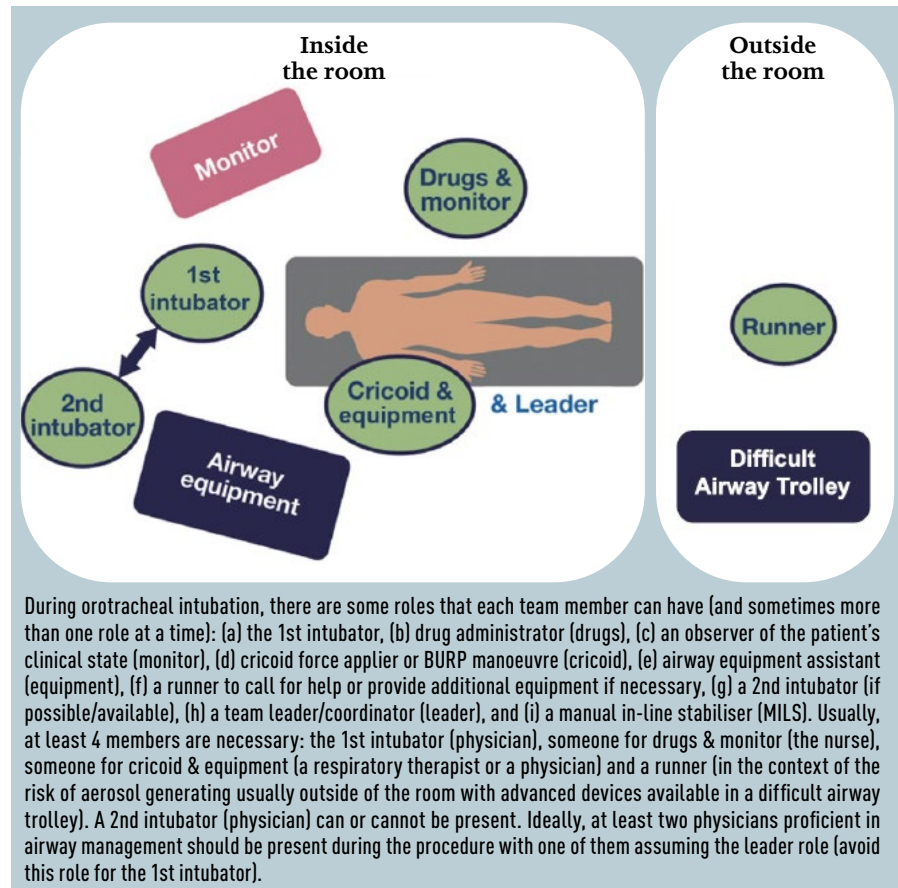 Inside
the room
Outside
the room
Monitor
Drugs &
monitor
1st
intubator
Runner
2nd
intubator
Cricoid &
equipment
& Leader
Airway
equipment
Difficult
Airway Trolley
During orotracheal intubation, there are some roles that each team member can have (and sometimes more
than one role at a time): (a) the 1st intubator, (b) drug administrator (drugs), (c) an observer of the patient's
clinical state (monitor), (d) cricoid force applier or BURP manoeuvre (cricoid), (e) airway equipment assistant
(equipment), (f) a runner to call for help or provide additional equipment if necessary, (g) a 2nd intubator (if
possible/available), (h) a team leader/coordinator (leader), and (i) a manual in-line stabiliser (MILS). Usually,
at least 4 members are necessary: the 1st intubator (physician), someone for drugs & monitor (the nurse),
someone for cricoid & equipment (a respiratory therapist or a physician) and a runner (in the context of the
risk of aerosol generating usually outside of the room with advanced devices available in a difficult airway
trolley). A 2nd intubator (physician) can or cannot be present. Ideally, at least two physicians proficient in
airway management should be present during the procedure with one of them assuming the leader role (avoid
this role for the 1st intubator).